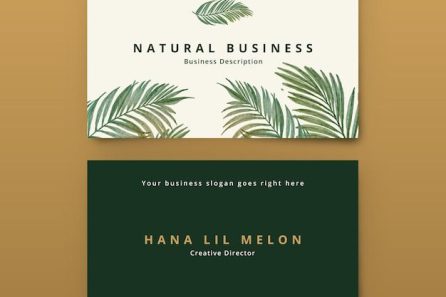 NATURAL BUSINESS
Business Description
Your business slogan goes right here
HANA LIL MELON
Creative Director